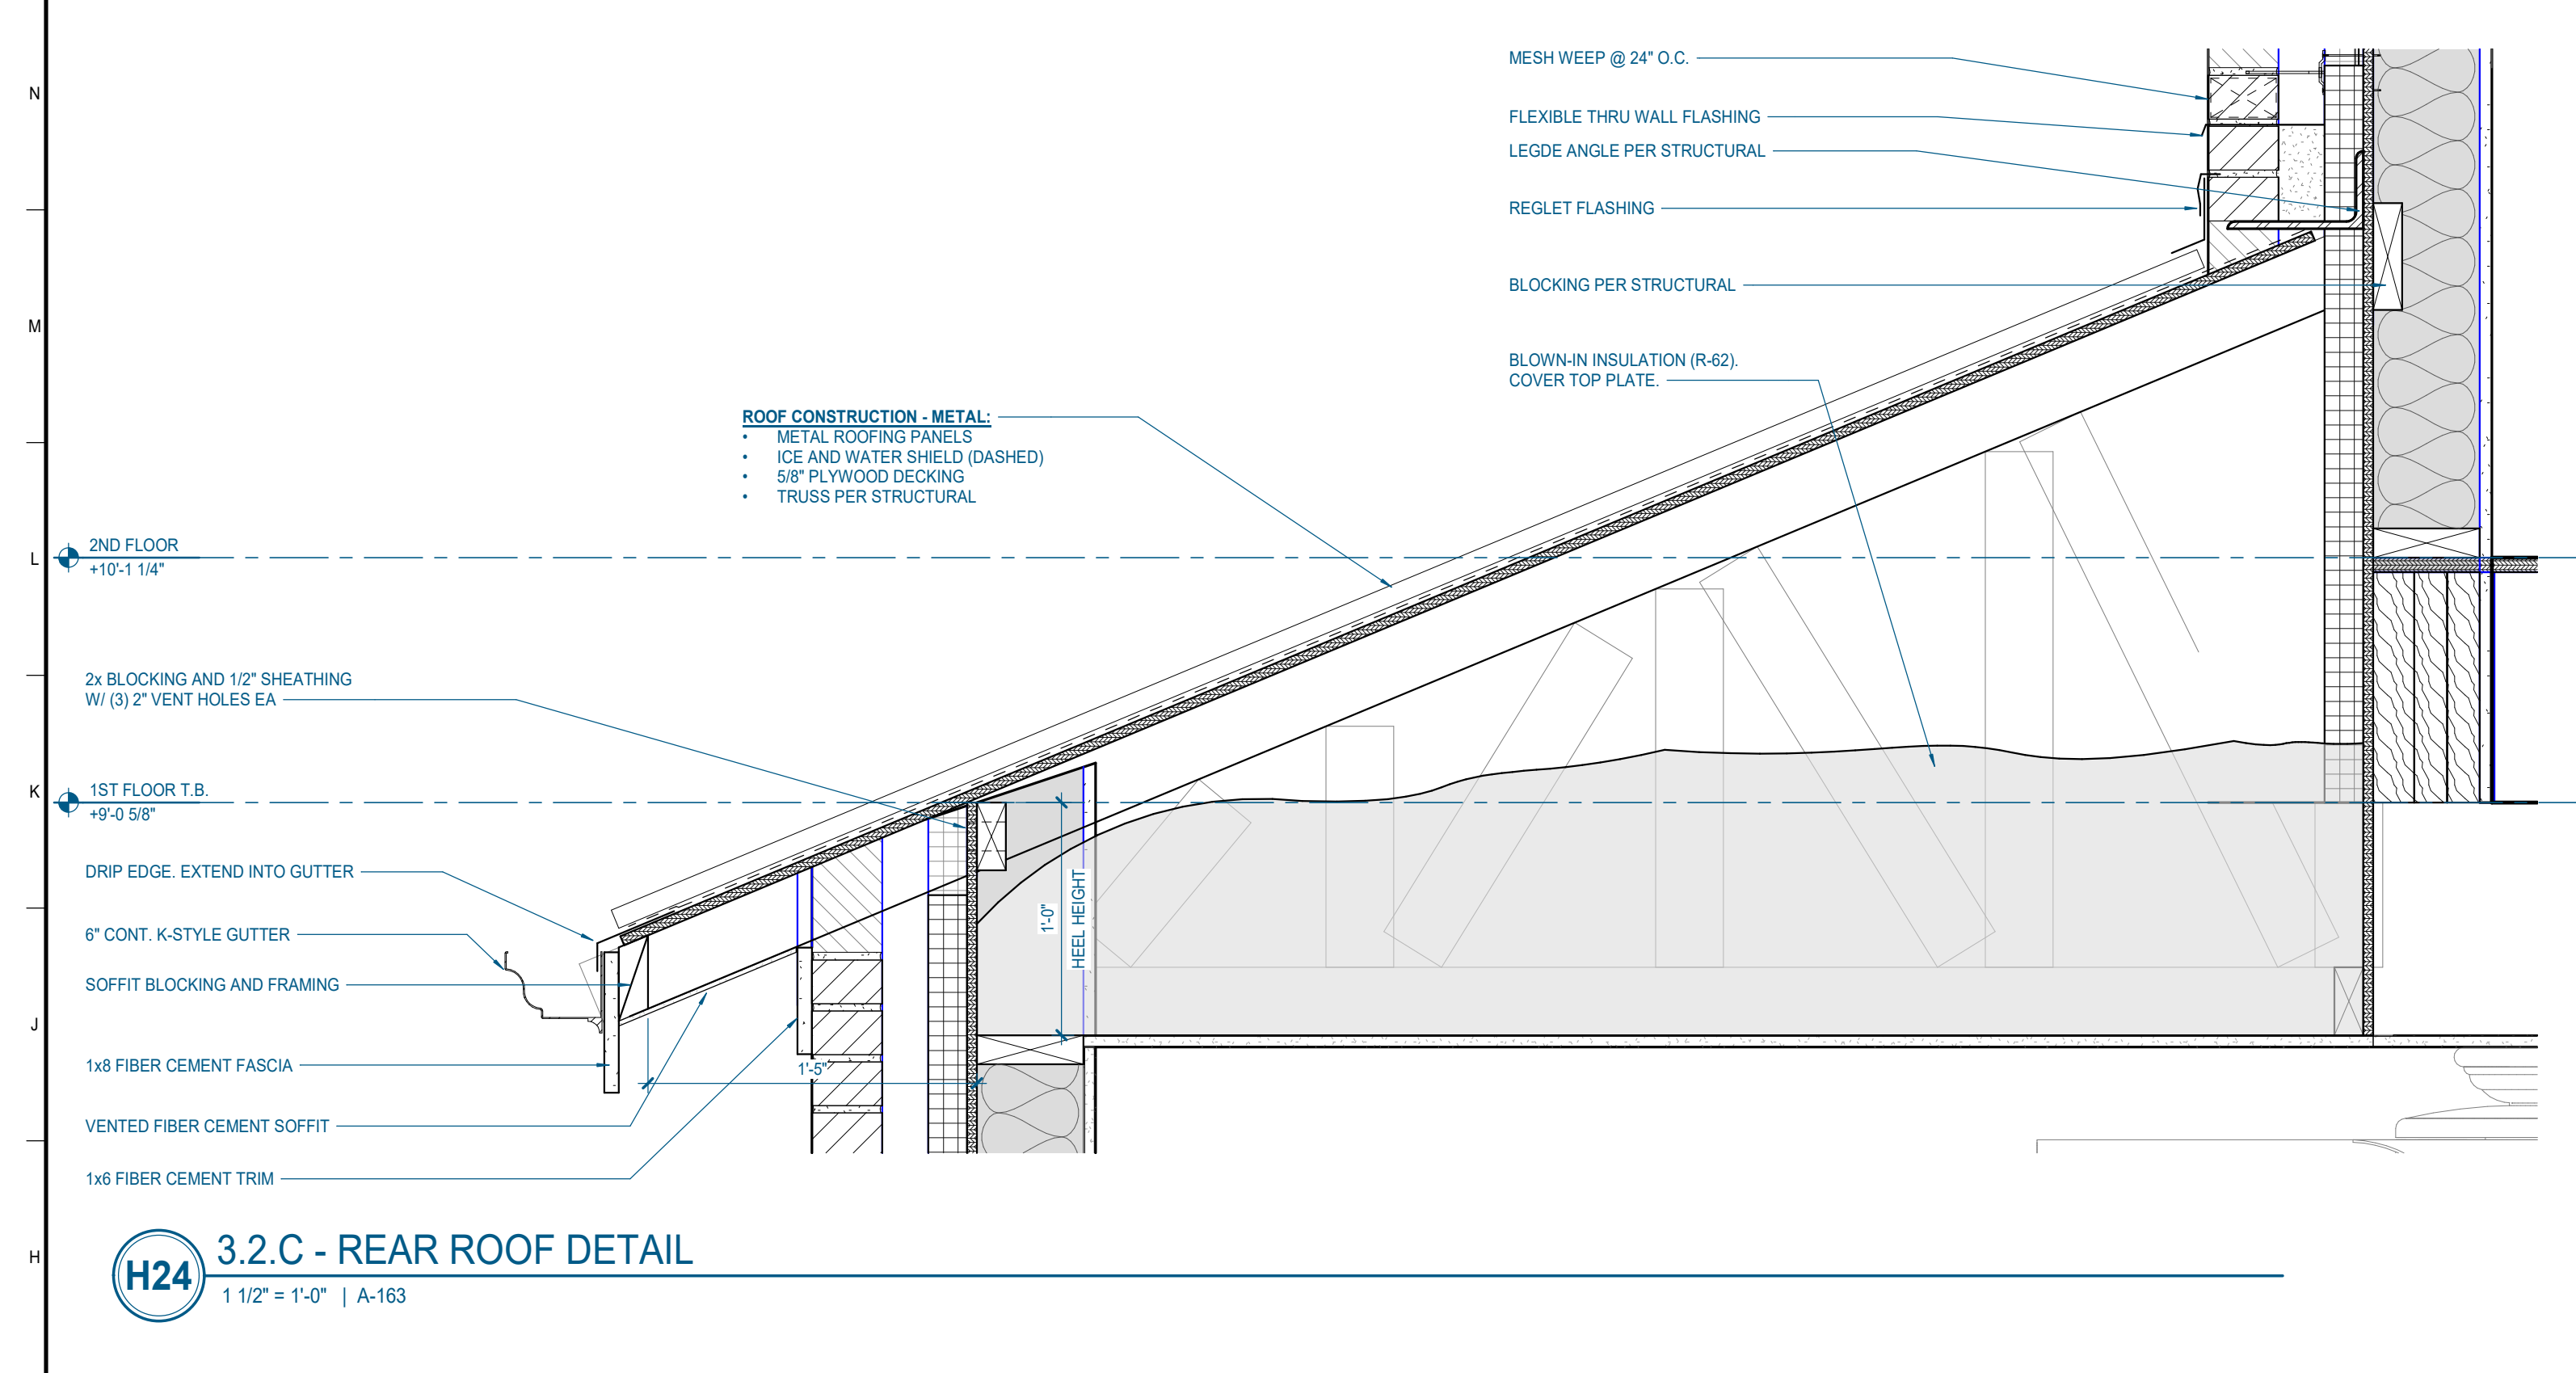 MESH WEEP @ 24" O.C.
FLEXIBLE THRU WALL FLASHING
LEGDE ANGLE PER STRUCTURAL
REGLET FLASHING
BLOCKING PER STRUCTURAL
BLOWN-IN INSULATION (R-62).
COVER TOP PLATE.
ROOF CONSTRUCTION - METAL:
• METAL ROOFING PANELS
• ICE AND WATER SHIELD (DASHED)
• 5/8" PLYWOOD DECKING
• TRUSS PER STRUCTURAL
2ND FLOOR
+10'-1 1/4"
2x BLOCKING AND 1/2" SHEATHING
W/ (3) 2" VENT HOLES EA
1ST FLOOR T.B.
+9'-0 5/8"
DRIP EDGE. EXTEND INTO GUTTER
6" CONT. K-STYLE GUTTER
SOFFIT BLOCKING AND FRAMING
1x8 FIBER CEMENT FASCIA
VENTED FIBER CEMENT SOFFIT
1x6 FIBER CEMENT TRIM
1'-0"
HEEL HEIGHT
1'-5"
N
M
L
K
J
H
H24
3.2.C - REAR ROOF DETAIL
1 1/2" = 1'-0" | A-163